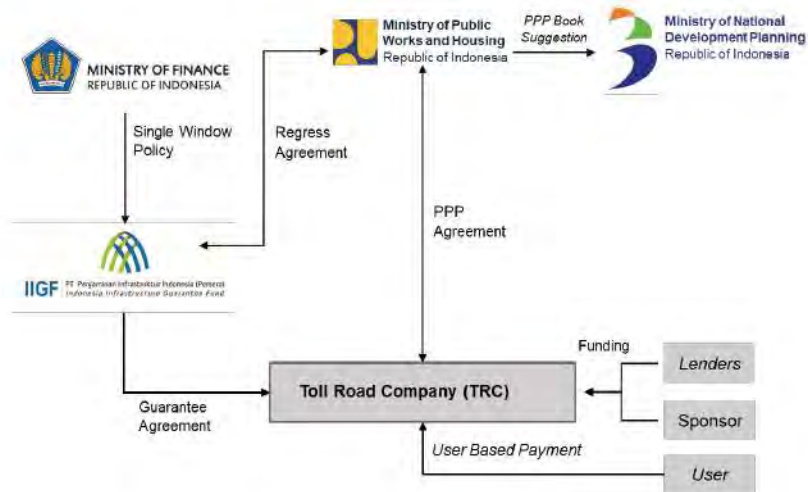 MINISTRY OF FINANCE
REPUBLIC OF INDONESIA
Ministry of Public
Works and Housing
Republic of Indonesia
PPP Book
Suggestion
Ministry of National
Development Planning
Republic of Indonesia
Single Window
Policy
Regress
Agreement
PPP
Agreement
IIGF
PT Penjaminan Infrastruktur Indonesia (Persero)
Indonesia Infrastructure Guarantee Fund
Guarantee
Agreement
Toll Road Company (TRC)
Funding
Lenders
Sponsor
User Based Payment
User